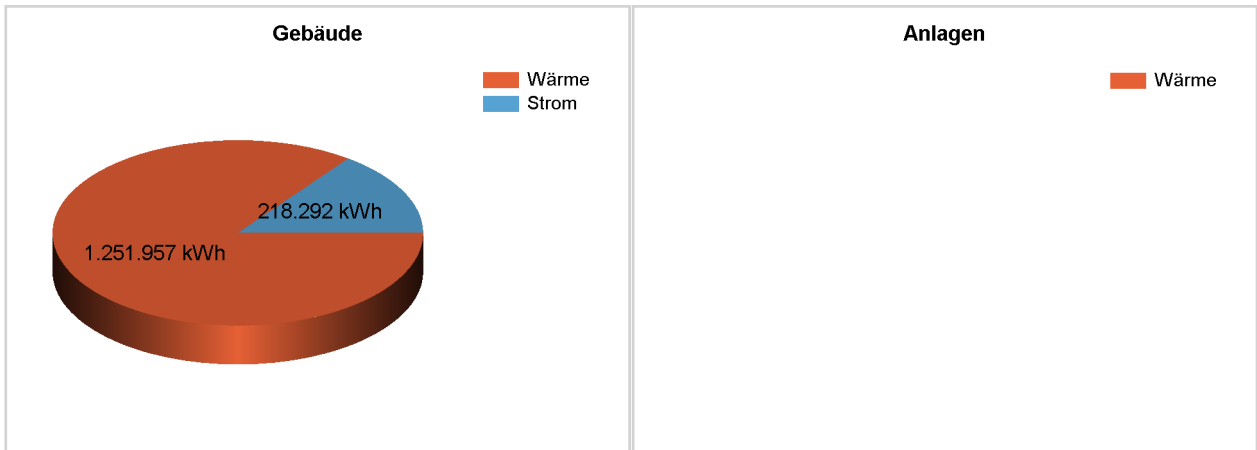 Gebäude
Wärme
Strom
218.292 kWh
1.251.957 kWh
Anlagen
Wärme